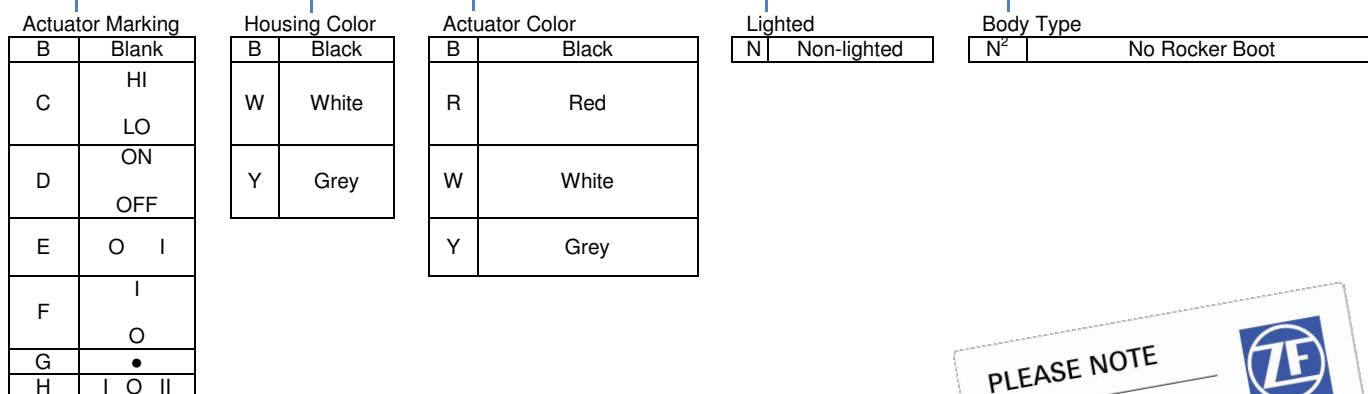 Actuator Marking
B Blank
C HI
LO
D ON
OFF
E O I
F I
O
G ●
H I O II
Housing Color
B Black
W White
Y Grey
Actuator Color
B Black
R Red
W White
Y Grey
Lighted
N Non-lighted
Body Type
N² No Rocker Boot
PLEASE NOTE
ZF